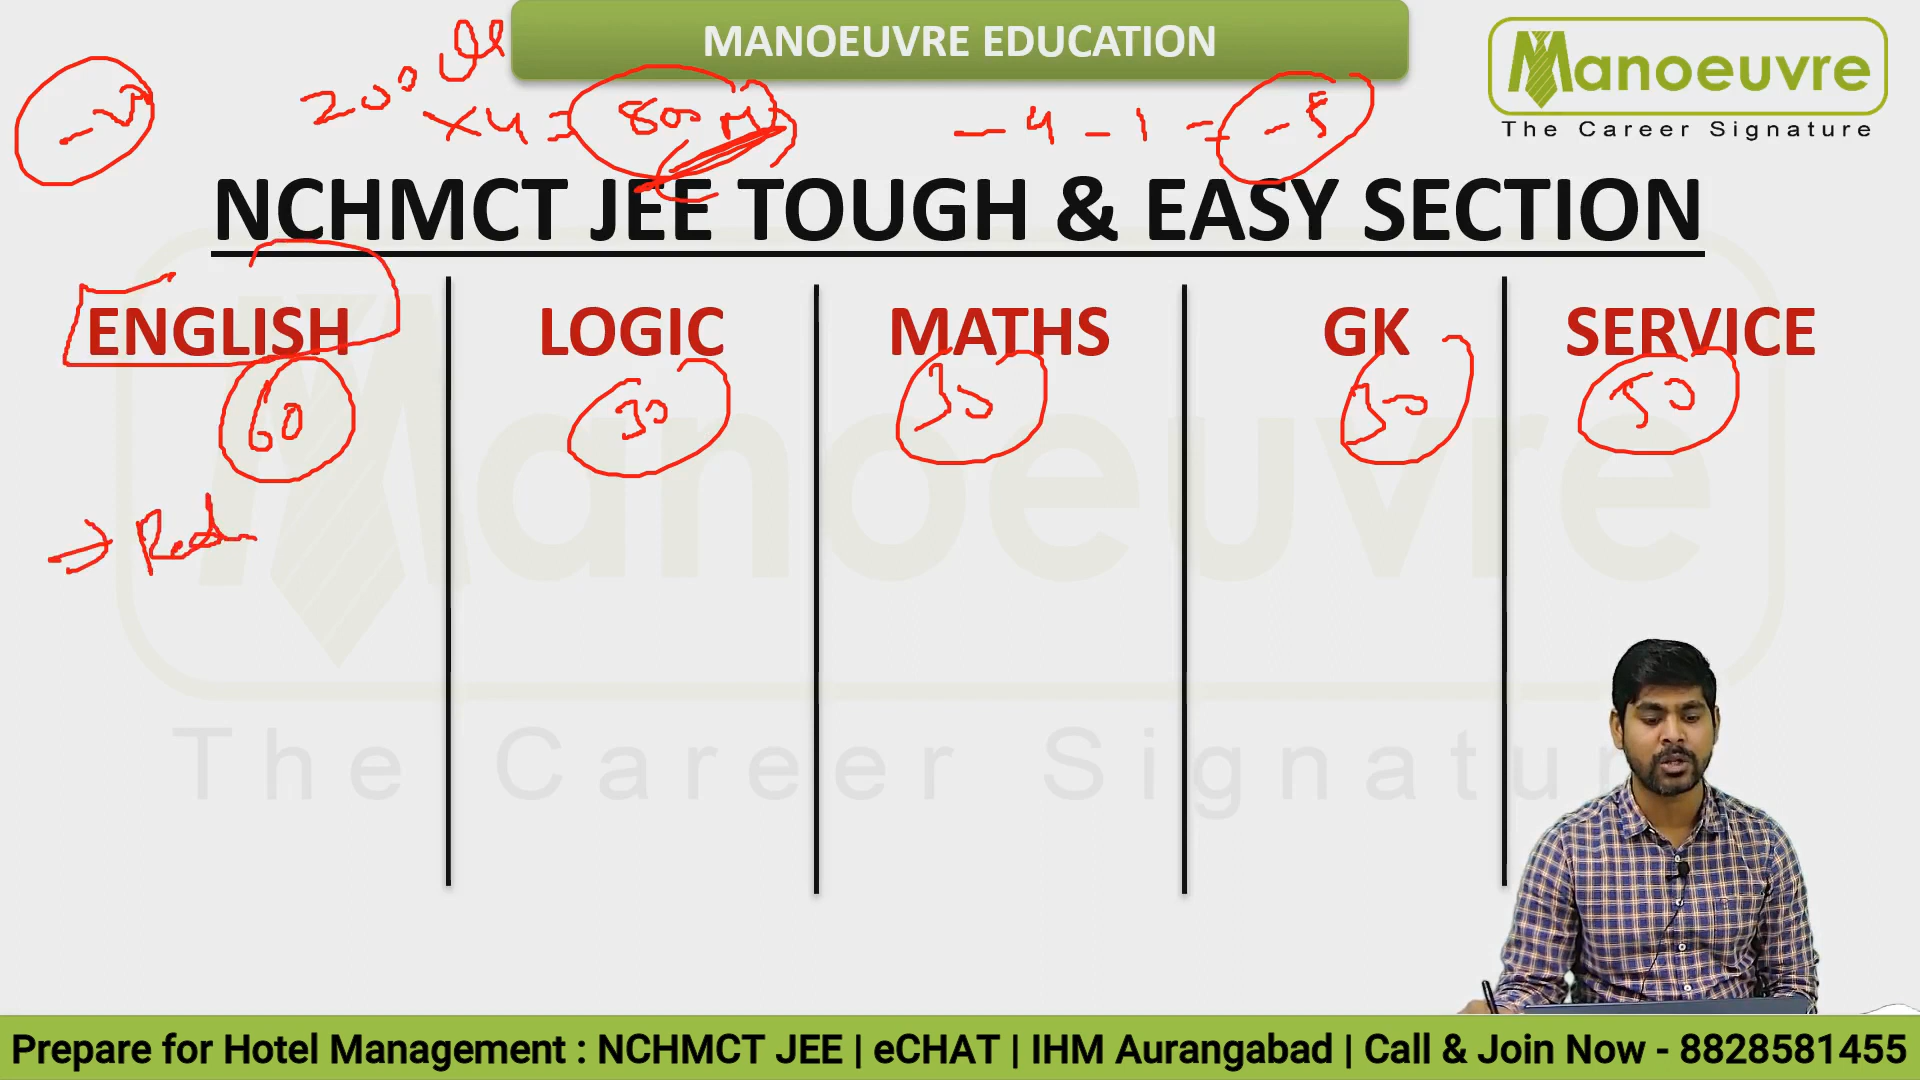 MANOEUVRE EDUCATION
Manoeuvre
The Career Signature
200
×4 = 800 M
- 4 - 1 = - 5
NCHMCT JEE TOUGH & EASY SECTION
ENGLISH LOGIC MATHS GK SERVICE
60 30 30 30 50
Manoeuvre
The Career Signature
Prepare for Hotel Management : NCHMCT JEE | eCHAT | IHM Aurangabad | Call & Join Now - 8828581455